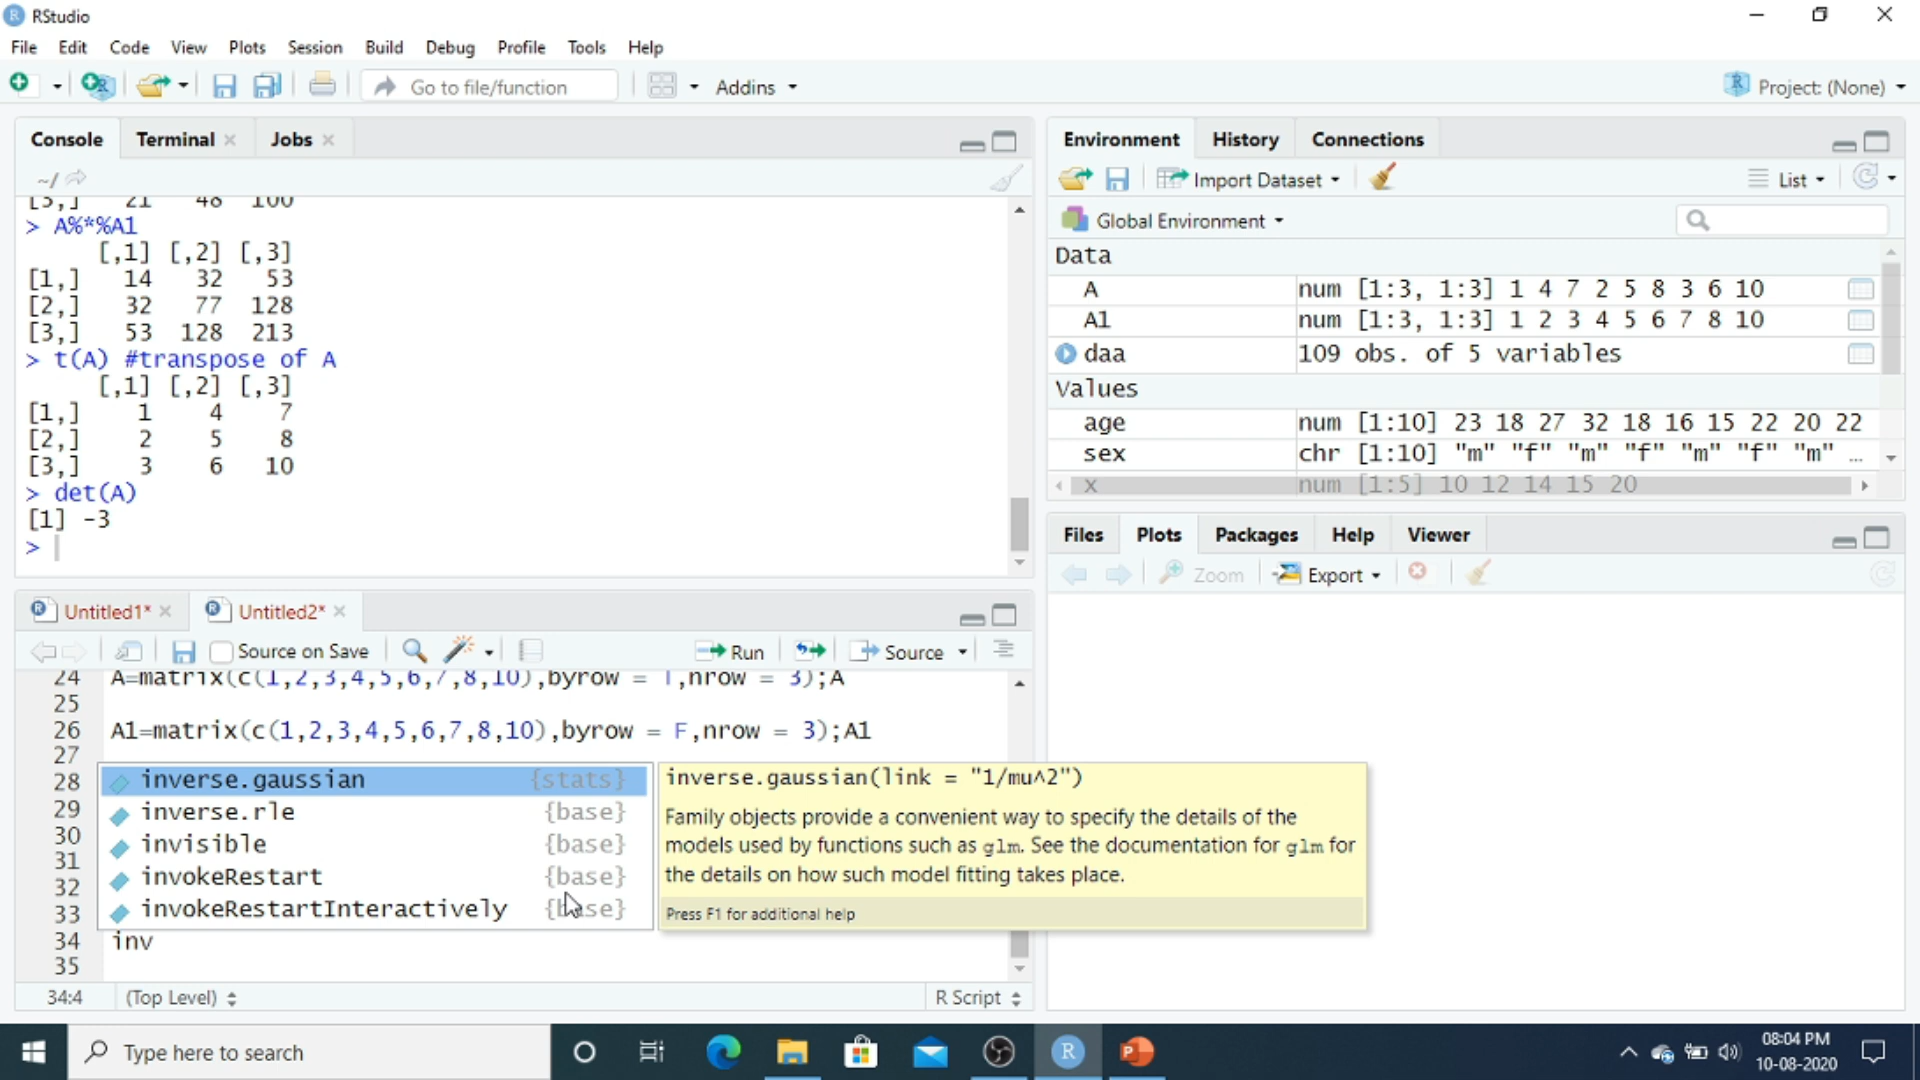 RStudio
File Edit Code View Plots Session Build Debug Profile Tools Help
Go to file/function Addins Project: (None)
Console Terminal Jobs
~/
[3,] 21 48 100
> A%*%A1
[,1] [,2] [,3]
[1,] 14 32 53
[2,] 32 77 128
[3,] 53 128 213
> t(A) #transpose of A
[,1] [,2] [,3]
[1,] 1 4 7
[2,] 2 5 8
[3,] 3 6 10
> det(A)
[1] -3
>
Environment History Connections
Import Dataset List
Global Environment
Data
A num [1:3, 1:3] 1 4 7 2 5 8 3 6 10
A1 num [1:3, 1:3] 1 2 3 4 5 6 7 8 10
daa 109 obs. of 5 variables
Values
age num [1:10] 23 18 27 32 18 16 15 22 20 22
sex chr [1:10] "m" "f" "m" "f" "m" "f" "m" ...
x num [1:5] 10 12 14 15 20
Files Plots Packages Help Viewer
Zoom Export
Untitled1* Untitled2*
Source on Save Run Source
24 A=matrix(c(1,2,3,4,5,6,7,8,10),byrow = T,nrow = 3);A
25
26 A1=matrix(c(1,2,3,4,5,6,7,8,10),byrow = F,nrow = 3);A1
27
28 inverse.gaussian {stats}
29 inverse.rle {base}
30 invisible {base}
31
32 invokeRestart {base}
33 invokeRestartInteractively {base}
34 inv
35
inverse.gaussian(link = "1/mu^2")
Family objects provide a convenient way to specify the details of the
models used by functions such as glm. See the documentation for glm for
the details on how such model fitting takes place.
Press F1 for additional help
34:4 (Top Level) R Script
Type here to search
08:04 PM
10-08-2020